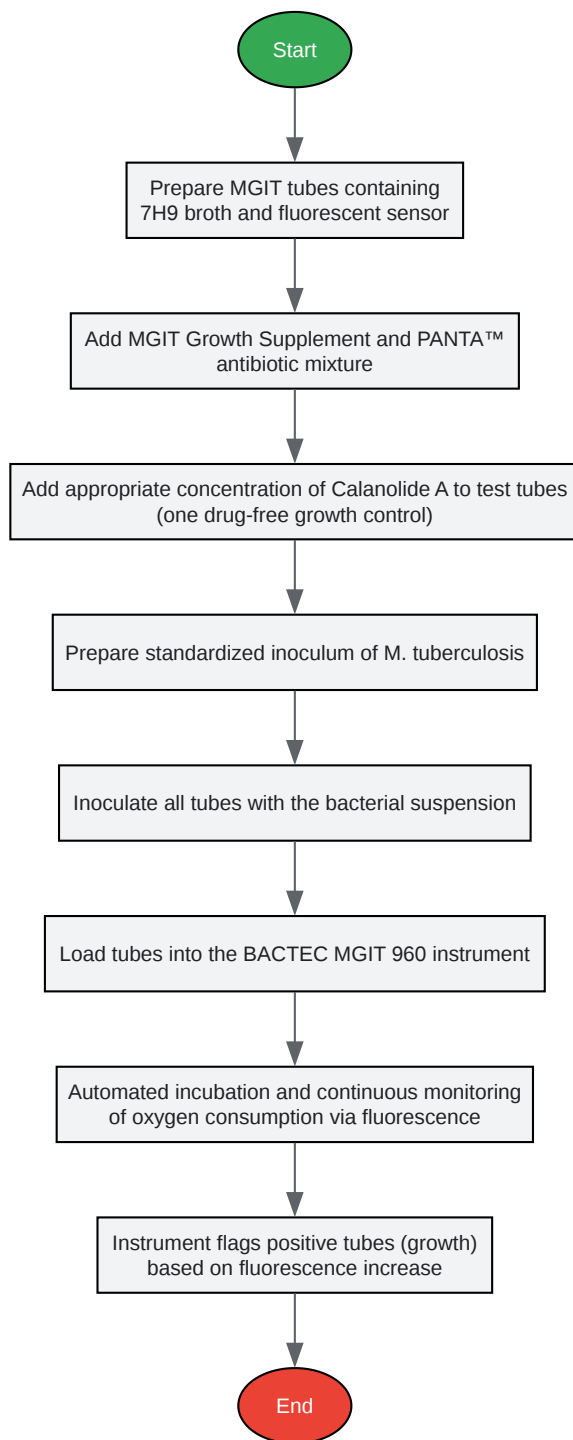 Start
Prepare MGIT tubes containing
7H9 broth and fluorescent sensor
Add MGIT Growth Supplement and PANTA™
antibiotic mixture
Add appropriate concentration of Calanolide A to test tubes
(one drug-free growth control)
Prepare standardized inoculum of M. tuberculosis
Inoculate all tubes with the bacterial suspension
Load tubes into the BACTEC MGIT 960 instrument
Automated incubation and continuous monitoring
of oxygen consumption via fluorescence
Instrument flags positive tubes (growth)
based on fluorescence increase
End